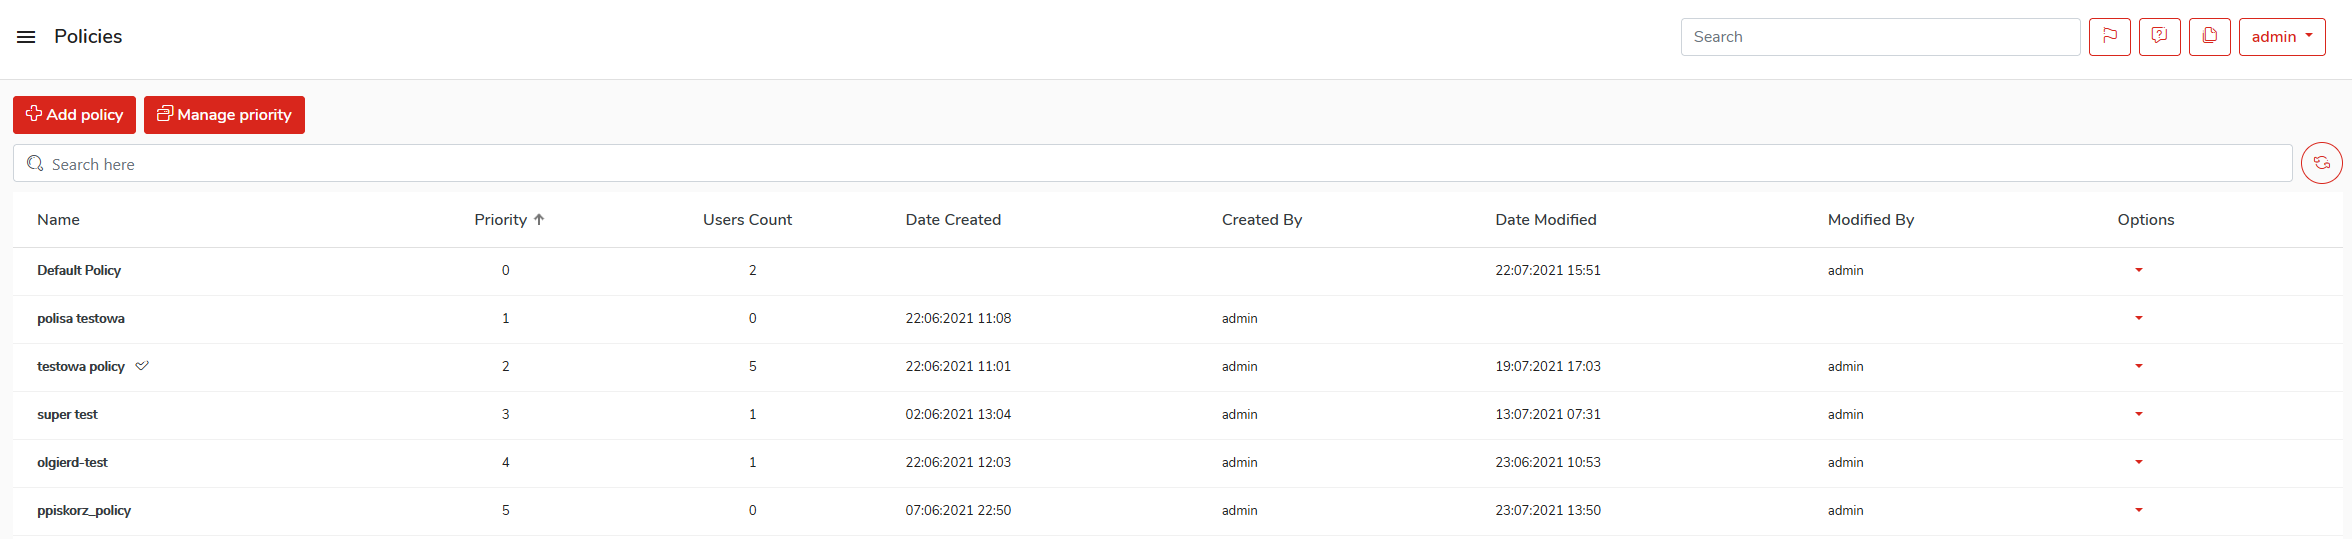 Policies
Search
admin
Add policy
Manage priority
Search here
Name Priority Users Count Date Created Created By Date Modified Modified By Options
Default Policy 0 2 22:07:2021 15:51 admin
polisa testowa 1 0 22:06:2021 11:08 admin
testowa policy 2 5 22:06:2021 11:01 admin 19:07:2021 17:03 admin
super test 3 1 02:06:2021 13:04 admin 13:07:2021 07:31 admin
olgierd-test 4 1 22:06:2021 12:03 admin 23:06:2021 10:53 admin
ppiskorz_policy 5 0 07:06:2021 22:50 admin 23:07:2021 13:50 admin